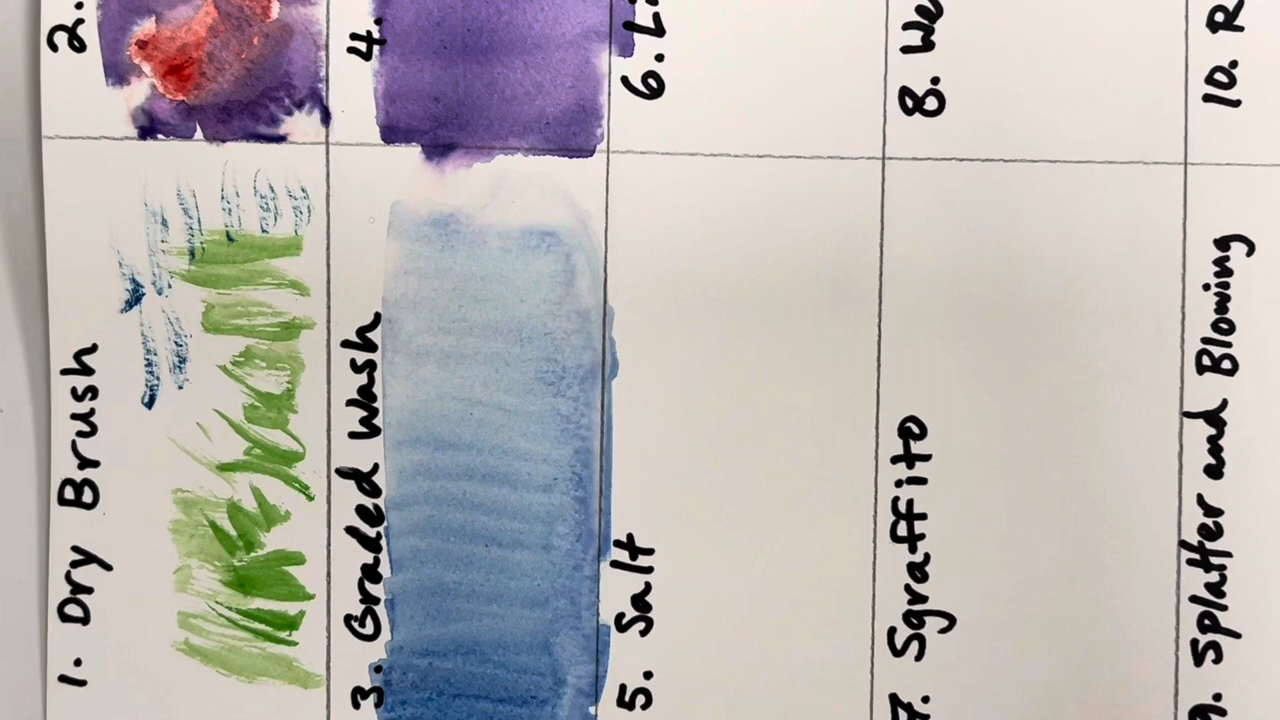 1. Dry Brush
2.
3. Graded Wash
4.
5. Salt
6.
7. Sgraffito
8. We
9. Splatter and Blowing
10. R